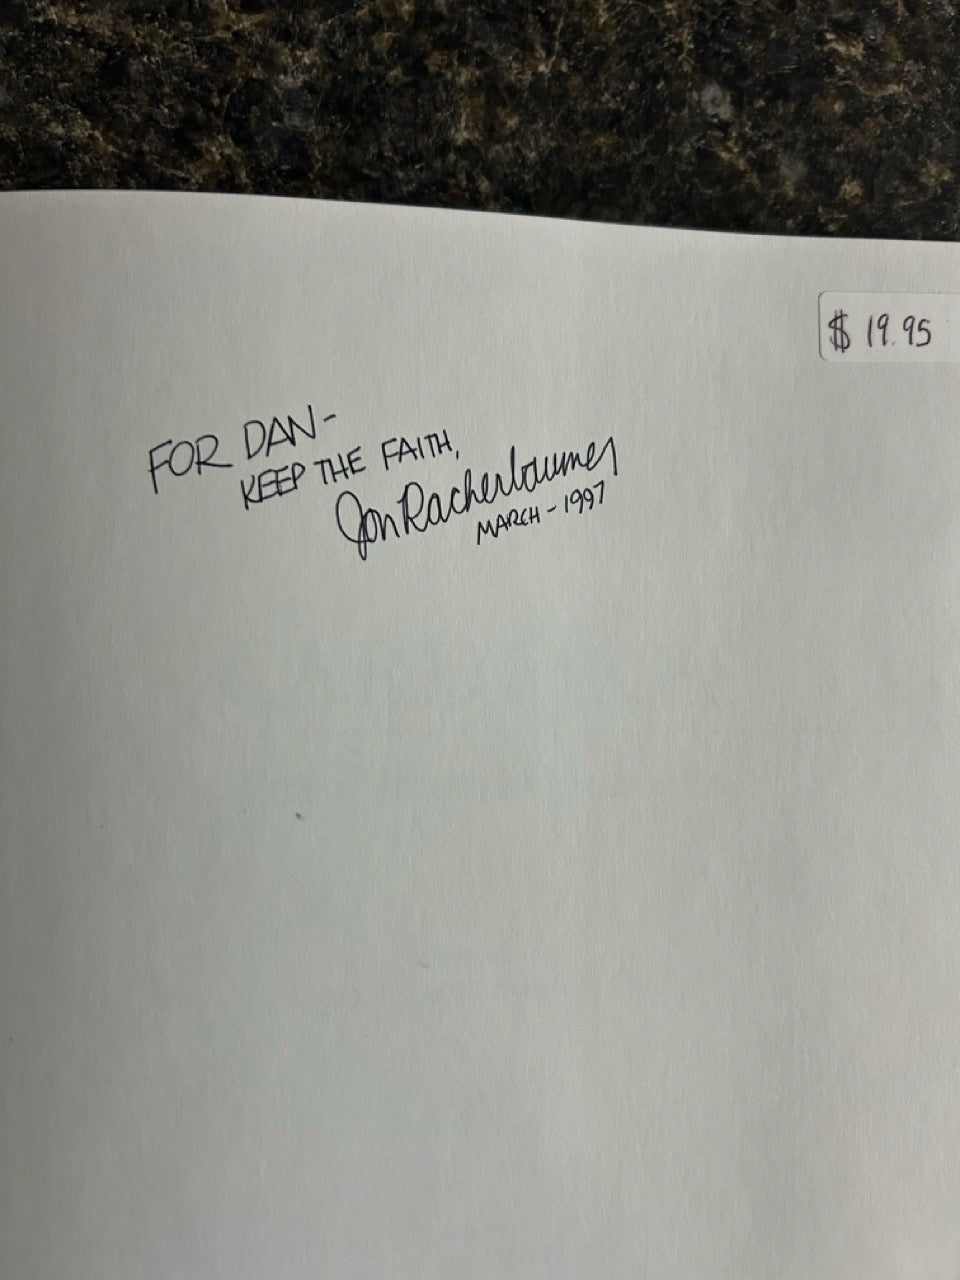 $ 19.95
FOR DAN-
KEEP THE FAITH,
Jon Racherbaumer
MARCH - 1997